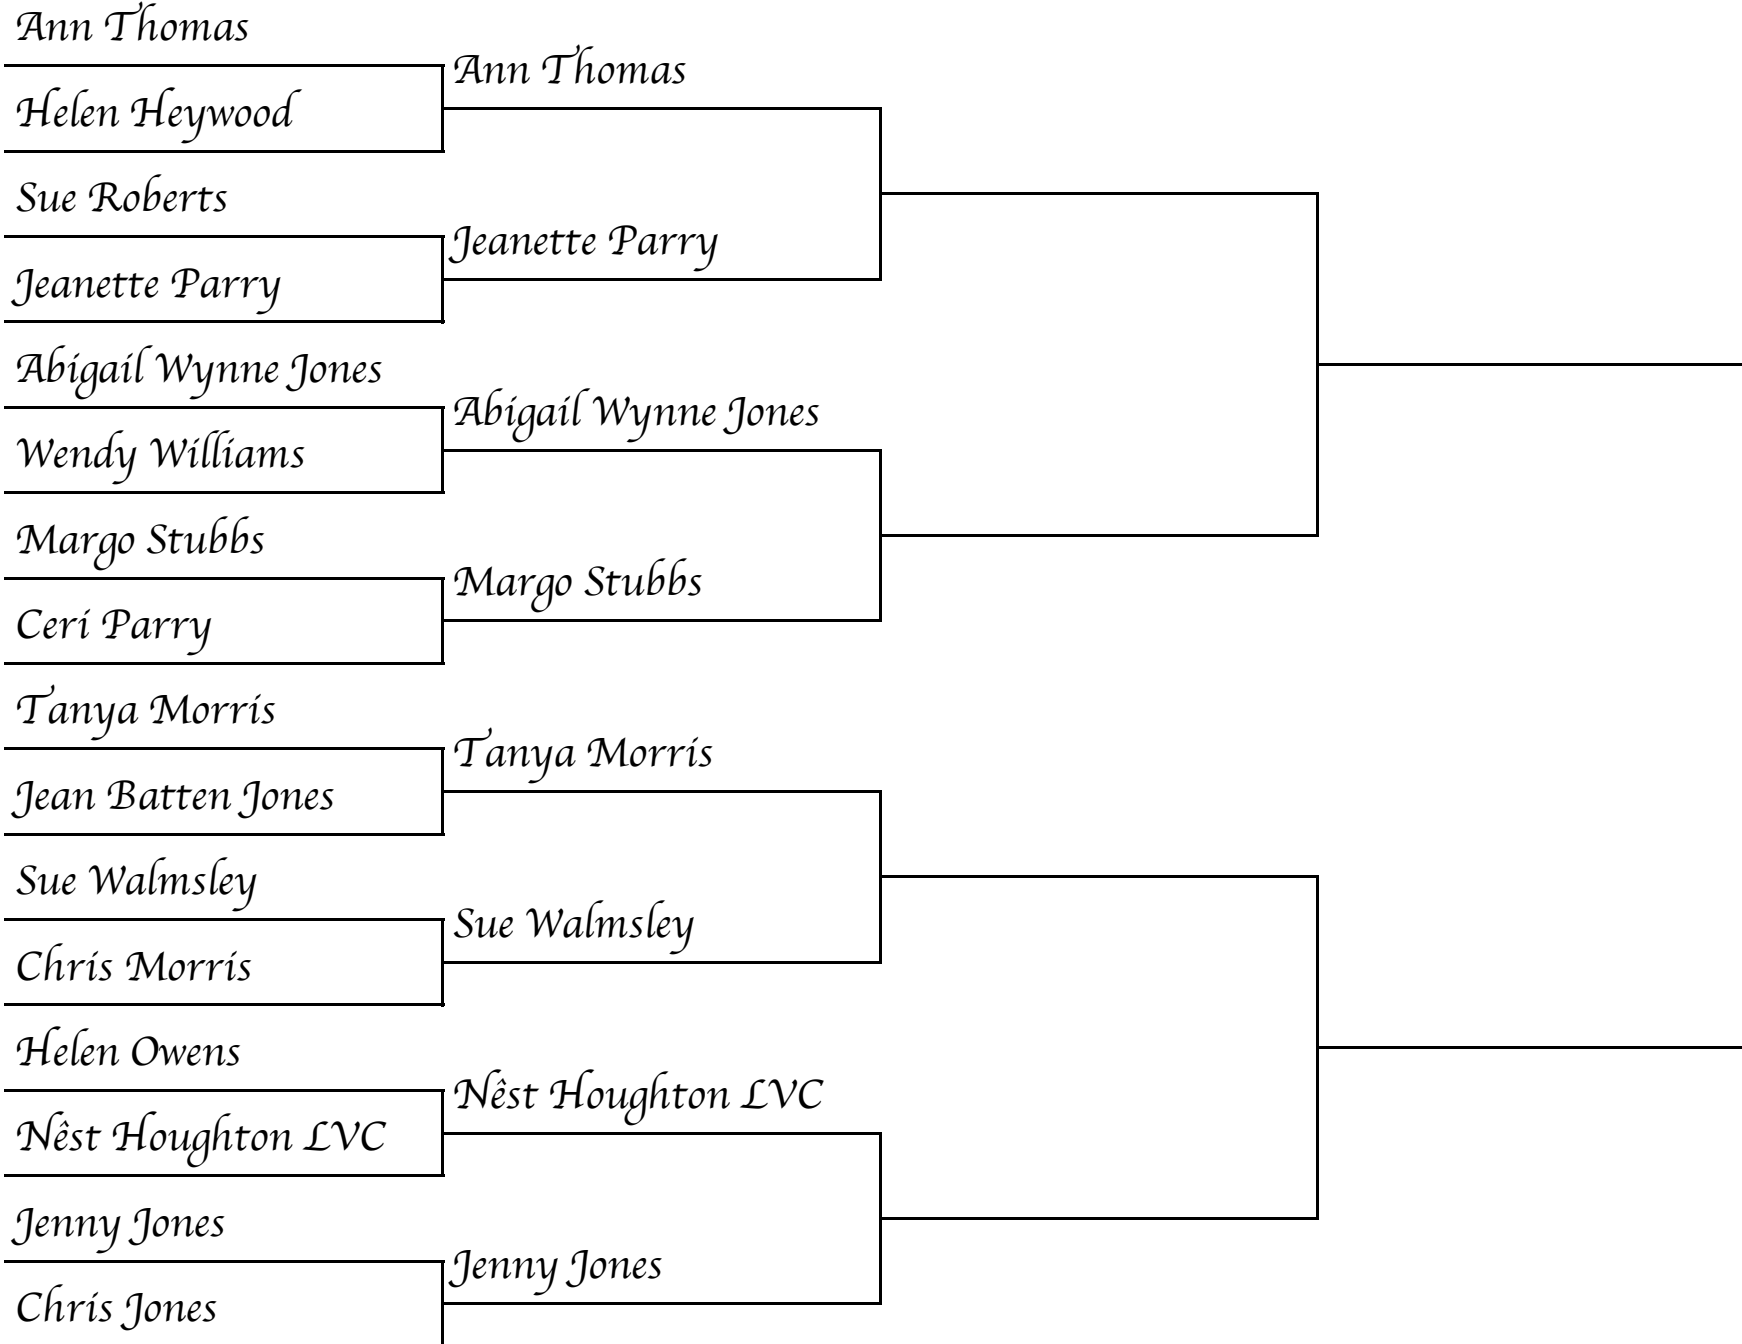 Ann Thomas
Helen Heywood
Sue Roberts
Jeanette Parry
Abigail Wynne Jones
Wendy Williams
Margo Stubbs
Ceri Parry
Tanya Morris
Jean Batten Jones
Sue Walmsley
Chris Morris
Helen Owens
Nêst Houghton LVC
Jenny Jones
Chris Jones
Ann Thomas
Jeanette Parry
Abigail Wynne Jones
Margo Stubbs
Tanya Morris
Sue Walmsley
Nêst Houghton LVC
Jenny Jones